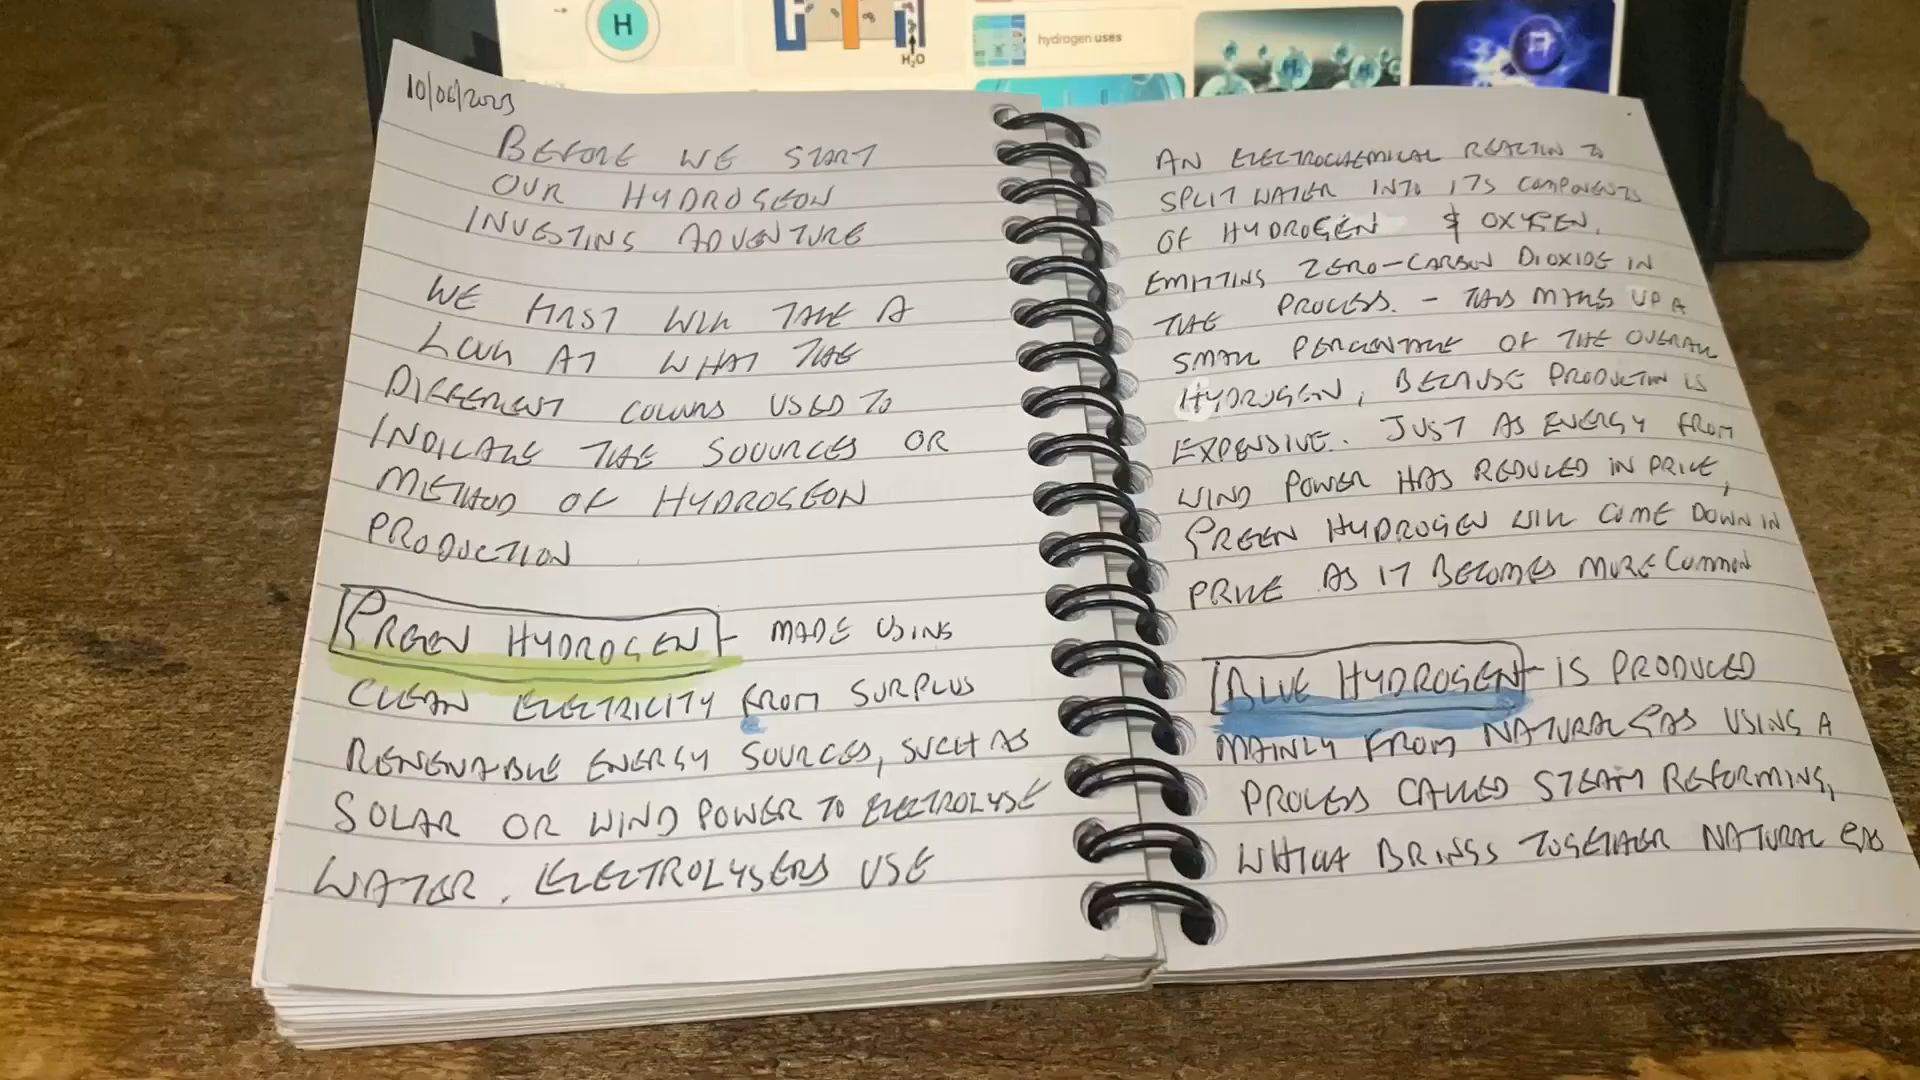 H
H₂O
hydrogen uses
H₂
H
10/06/2023
BEFORE WE START
OUR HYDROGEON
INVESTING ADVENTURE
WE FIRST WILL TAKE A
LOOK AT WHAT THE
DIFFERENT COLOURS USED TO
INDICATE THE SOUURCES OR
METHOD OF HYDROGEON
PRODUCTION
GREEN HYDROGEN - MADE USING
CLEAN ELECTRICITY FROM SURPLUS
RENEWABLE ENERGY SOURCES, SUCH AS
SOLAR OR WIND POWER TO ELECTROLYSE
WATER. ELECTROLYSERS USE
AN ELECTROCHEMICAL REACTION TO
SPLIT WATER INTO ITS COMPONENTS
OF HYDROGEN & OXYGEN,
EMITTING ZERO-CARBON DIOXIDE IN
THE PROCESS. - THIS MAKES UP A
SMALL PERCENTAGE OF THE OVERALL
HYDROGEN, BECAUSE PRODUCTION IS
EXPENSIVE. JUST AS ENERGY FROM
WIND POWER HAS REDUCED IN PRICE,
GREEN HYDROGEN WILL COME DOWN IN
PRICE AS IT BECOMES MORE COMMON
BLUE HYDROGEN - IS PRODUCED
MAINLY FROM NATURAL GAS USING A
PROCESS CALLED STEAM REFORMING,
WHICH BRINGS TOGETHER NATURAL GAS